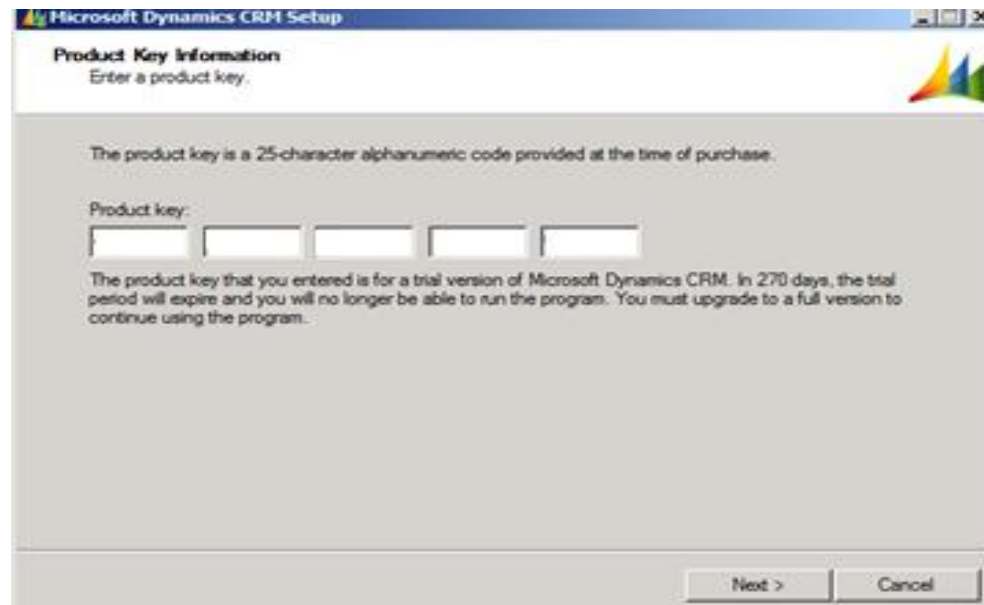 Microsoft Dynamics CRM Setup
Product Key Information
Enter a product key.
The product key is a 25-character alphanumeric code provided at the time of purchase.
Product key:
The product key that you entered is for a trial version of Microsoft Dynamics CRM. In 270 days, the trial
period will expire and you will no longer be able to run the program. You must upgrade to a full version to
continue using the program.
Next >
Cancel